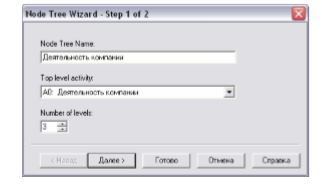 Node Tree Wizard - Step 1 of 2
Node Tree Name:
Деятельность компании
Top level activity:
A0: Деятельность компании
Number of levels:
3
< Назад Далее > Готово Отмена Справка